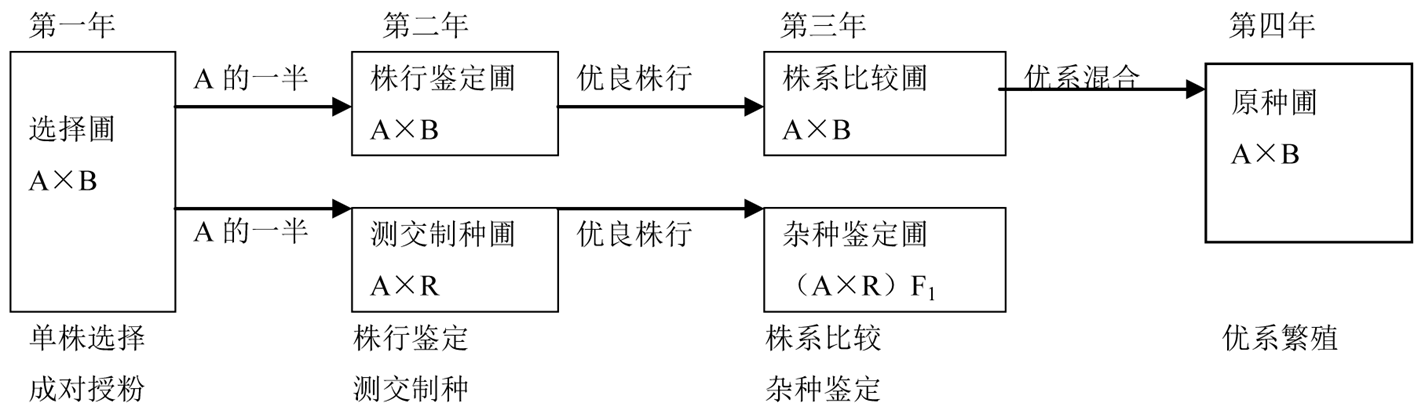 第一年
第二年
第三年
第四年
选择圃
A×B
A 的一半
A 的一半
株行鉴定圃
A×B
测交制种圃
A×R
优良株行
优良株行
株系比较圃
A×B
杂种鉴定圃
（A×R）F₁
优系混合
原种圃
A×B
单株选择
成对授粉
株行鉴定
测交制种
株系比较
杂种鉴定
优系繁殖